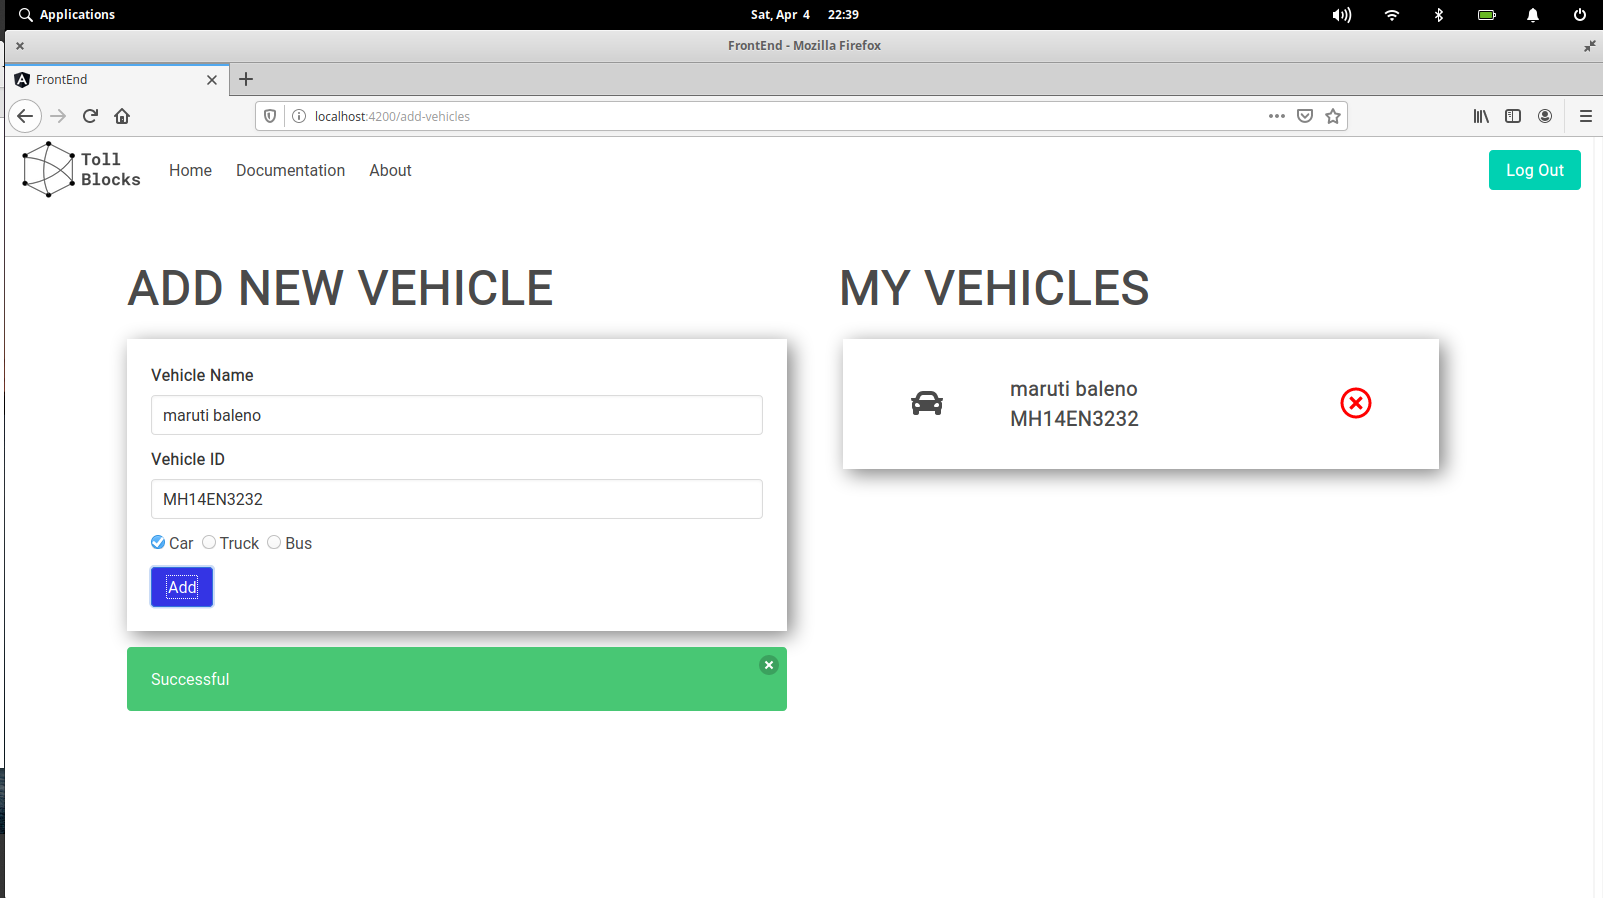 Applications
Sat, Apr 4 22:39
FrontEnd - Mozilla Firefox
FrontEnd
localhost:4200/add-vehicles
Toll
Blocks
Home Documentation About
Log Out
ADD NEW VEHICLE
Vehicle Name
maruti baleno
Vehicle ID
MH14EN3232
Car Truck Bus
Add
Successful
MY VEHICLES
maruti baleno
MH14EN3232